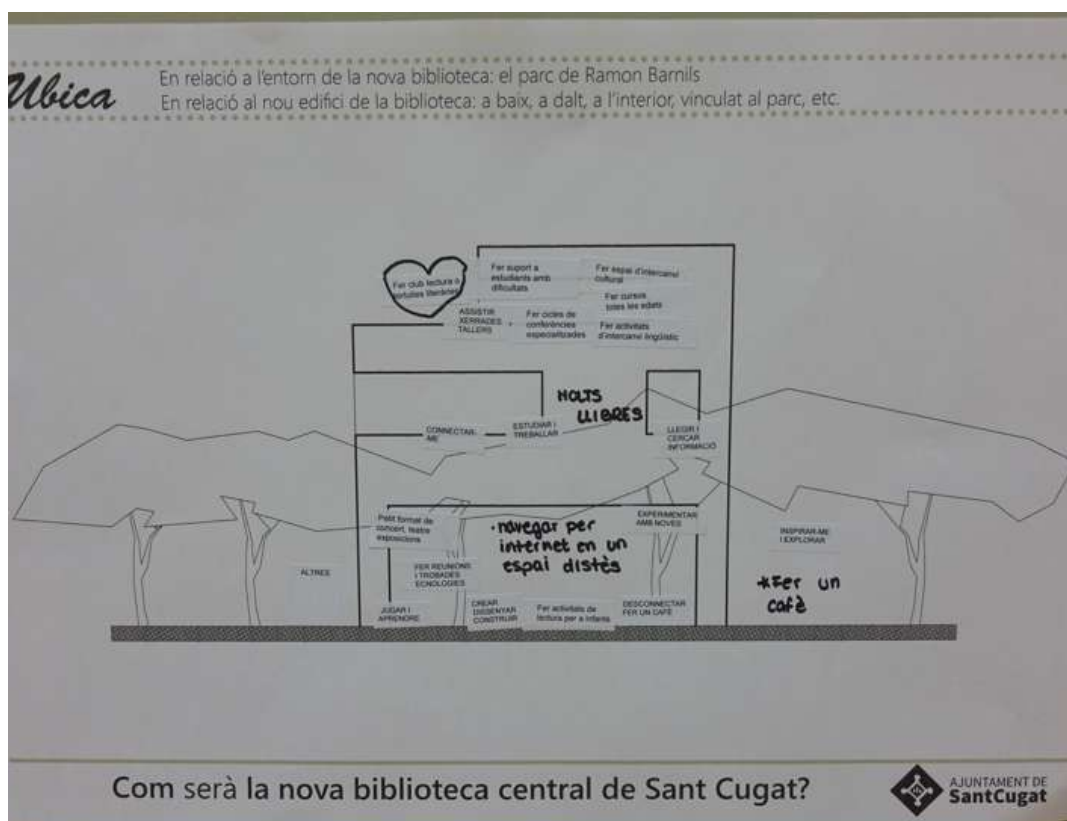 Ubica
En relació a l'entorn de la nova biblioteca: el parc de Ramon Barnils
En relació al nou edifici de la biblioteca: a baix, a dalt, a l'interior, vinculat al parc, etc.
Fer club lectura o
tertulies literàries
Fer suport a
estudiants amb
dificultats
Fer espai d'intercanvi
cultural
Fer cursos
totes les edats
ASSISTIR
XERRADES
TALLERS
Fer cicles de
conferències
especialitzades
Fer activitats
d'intercanvi lingüístic
MOLTS
LLIBRES
CONNECTAR-
ME
ESTUDIAR I
TREBALLAR
LLEGIR I
CERCAR
INFORMACIÓ
Petit format de
concert, teatre
exposicions
·navegar per
internet en un
espai distès
EXPERIMENTAR
AMB NOVES
INSPIRAR-ME
I EXPLORAR
ALTRES
FER REUNIONS
I TROBADES
ECNOLOGIES
*Fer un
cafè
JUGAR I
APRENDRE
CREAR
DISSENYAR
CONSTRUIR
Fer activitats de
lectura per a infants
DESCONNECTAR
FER UN CAFÈ
Com serà la nova biblioteca central de Sant Cugat?
AJUNTAMENT DE
SantCugat